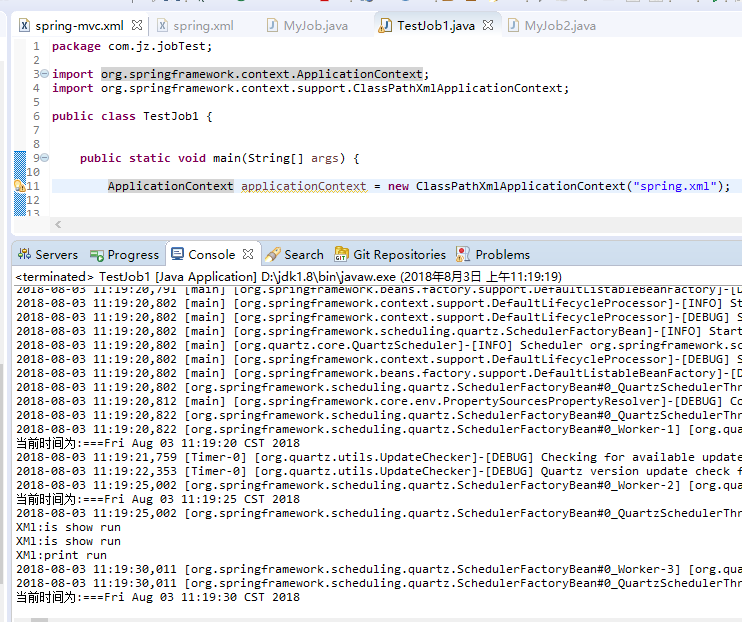 spring-mvc.xml spring.xml MyJob.java TestJob1.java MyJob2.java
1 package com.jz.jobTest;
2
3 import org.springframework.context.ApplicationContext;
4 import org.springframework.context.support.ClassPathXmlApplicationContext;
5
6 public class TestJob1 {
7
8
9 public static void main(String[] args) {
10
11 ApplicationContext applicationContext = new ClassPathXmlApplicationContext("spring.xml");
12
13
Servers Progress Console Search Git Repositories Problems
<terminated> TestJob1 [Java Application] D:\jdk1.8\bin\javaw.exe (2018年8月3日 上午11:19:19)
2018-08-03 11:19:20,791 [main] [org.springframework.beans.factory.support.DefaultListableBeanFactory]-[D
2018-08-03 11:19:20,802 [main] [org.springframework.context.support.DefaultLifecycleProcessor]-[INFO] St
2018-08-03 11:19:20,802 [main] [org.springframework.context.support.DefaultLifecycleProcessor]-[DEBUG] S
2018-08-03 11:19:20,802 [main] [org.springframework.scheduling.quartz.SchedulerFactoryBean]-[INFO] Start
2018-08-03 11:19:20,802 [main] [org.quartz.core.QuartzScheduler]-[INFO] Scheduler org.springframework.sc
2018-08-03 11:19:20,802 [main] [org.springframework.context.support.DefaultLifecycleProcessor]-[DEBUG] S
2018-08-03 11:19:20,802 [main] [org.springframework.beans.factory.support.DefaultListableBeanFactory]-[D
2018-08-03 11:19:20,802 [org.springframework.scheduling.quartz.SchedulerFactoryBean#0_QuartzSchedulerThr
2018-08-03 11:19:20,812 [main] [org.springframework.core.env.PropertySourcesPropertyResolver]-[DEBUG] Co
2018-08-03 11:19:20,822 [org.springframework.scheduling.quartz.SchedulerFactoryBean#0_QuartzSchedulerThr
2018-08-03 11:19:20,822 [org.springframework.scheduling.quartz.SchedulerFactoryBean#0_Worker-1] [org.qua
当前时间为:===Fri Aug 03 11:19:20 CST 2018
2018-08-03 11:19:21,759 [Timer-0] [org.quartz.utils.UpdateChecker]-[DEBUG] Checking for available update
2018-08-03 11:19:22,353 [Timer-0] [org.quartz.utils.UpdateChecker]-[DEBUG] Quartz version update check f
2018-08-03 11:19:25,002 [org.springframework.scheduling.quartz.SchedulerFactoryBean#0_Worker-2] [org.qua
当前时间为:===Fri Aug 03 11:19:25 CST 2018
2018-08-03 11:19:25,002 [org.springframework.scheduling.quartz.SchedulerFactoryBean#0_QuartzSchedulerThr
XMl:is show run
XMl:is show run
XMl:print run
2018-08-03 11:19:30,011 [org.springframework.scheduling.quartz.SchedulerFactoryBean#0_Worker-3] [org.qua
2018-08-03 11:19:30,011 [org.springframework.scheduling.quartz.SchedulerFactoryBean#0_QuartzSchedulerThr
当前时间为:===Fri Aug 03 11:19:30 CST 2018